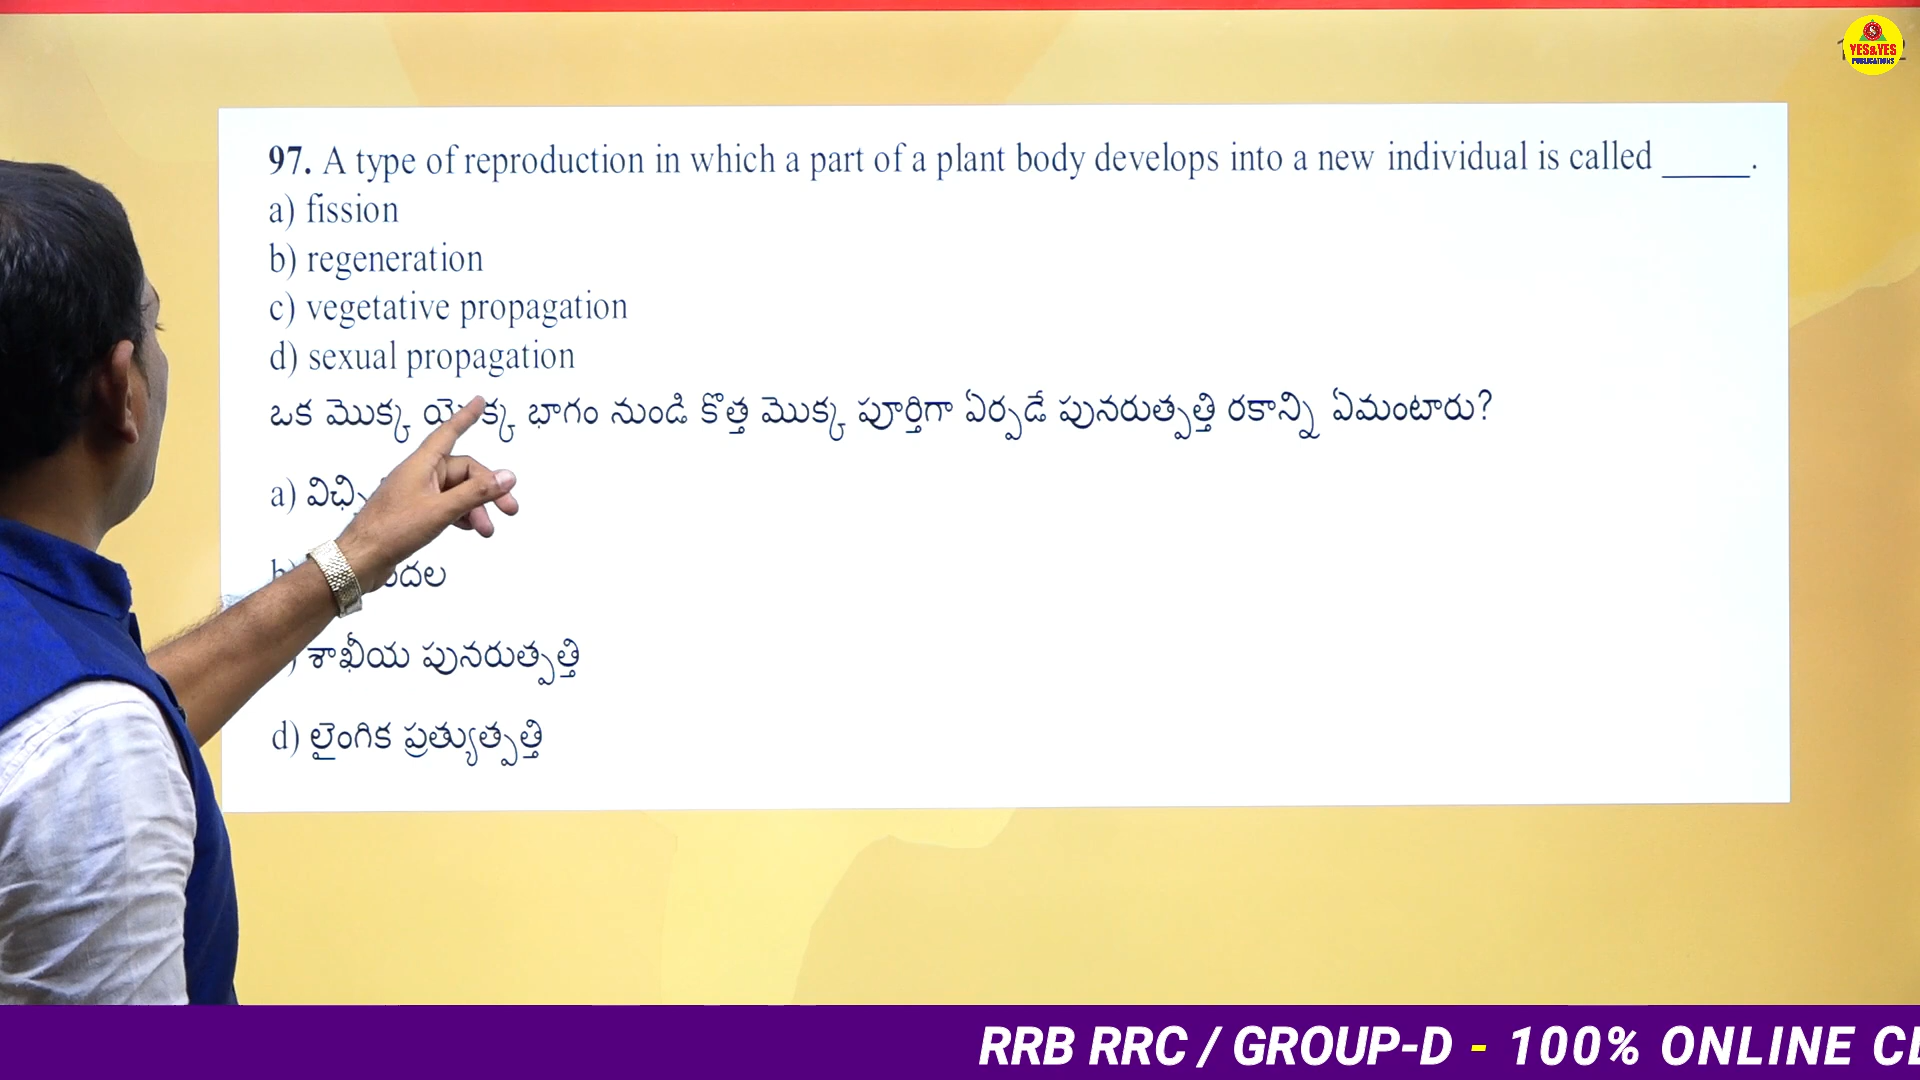 YES&YES
PUBLICATIONS
97. A type of reproduction in which a part of a plant body develops into a new individual is called _____.
a) fission
b) regeneration
c) vegetative propagation
d) sexual propagation
ఒక మొక్క యొక్క భాగం నుండి కొత్త మొక్క పూర్తిగా ఏర్పడే పునరుత్పత్తి రకాన్ని ఏమంటారు?
a)
b)
) శాఖీయ పునరుత్పత్తి
d) లైంగిక ప్రత్యుత్పత్తి
RRB RRC / GROUP-D - 100% ONLINE